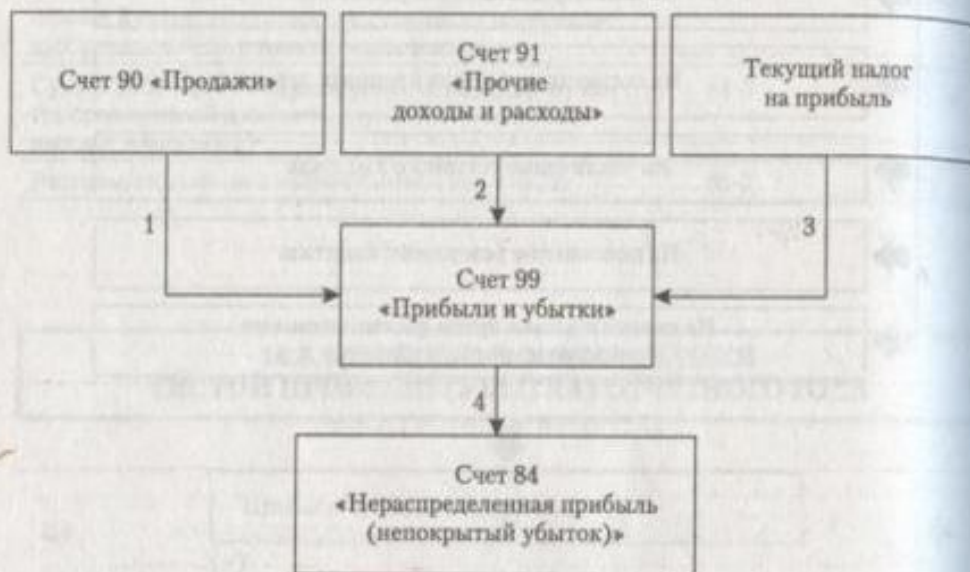 Счет 90 «Продажи»
Счет 91
«Прочие
доходы и расходы»
Текущий налог
на прибыль
1
2
3
Счет 99
«Прибыли и убытки»
4
Счет 84
«Нераспределенная прибыль
(непокрытый убыток)»